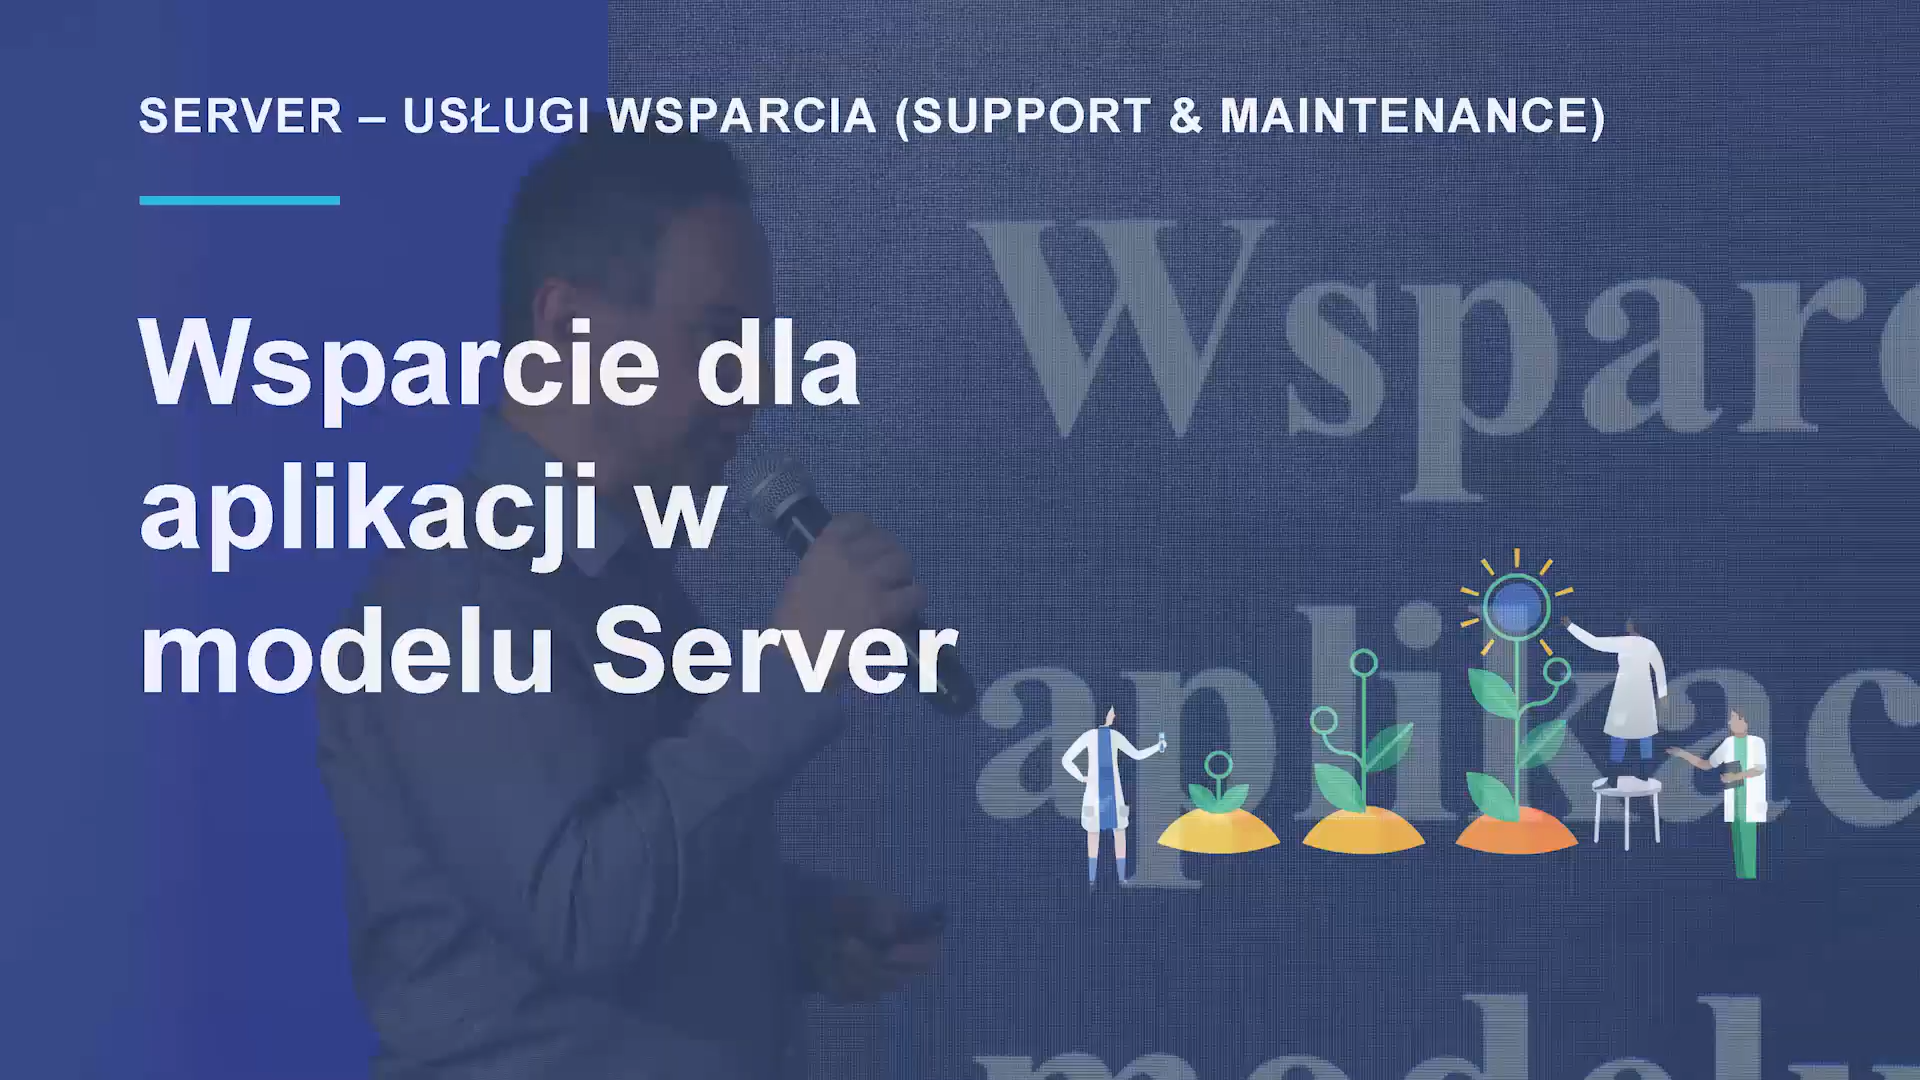 SERVER – USŁUGI WSPARCIA (SUPPORT & MAINTENANCE)
Wsparcie dla
aplikacji w
modelu Server